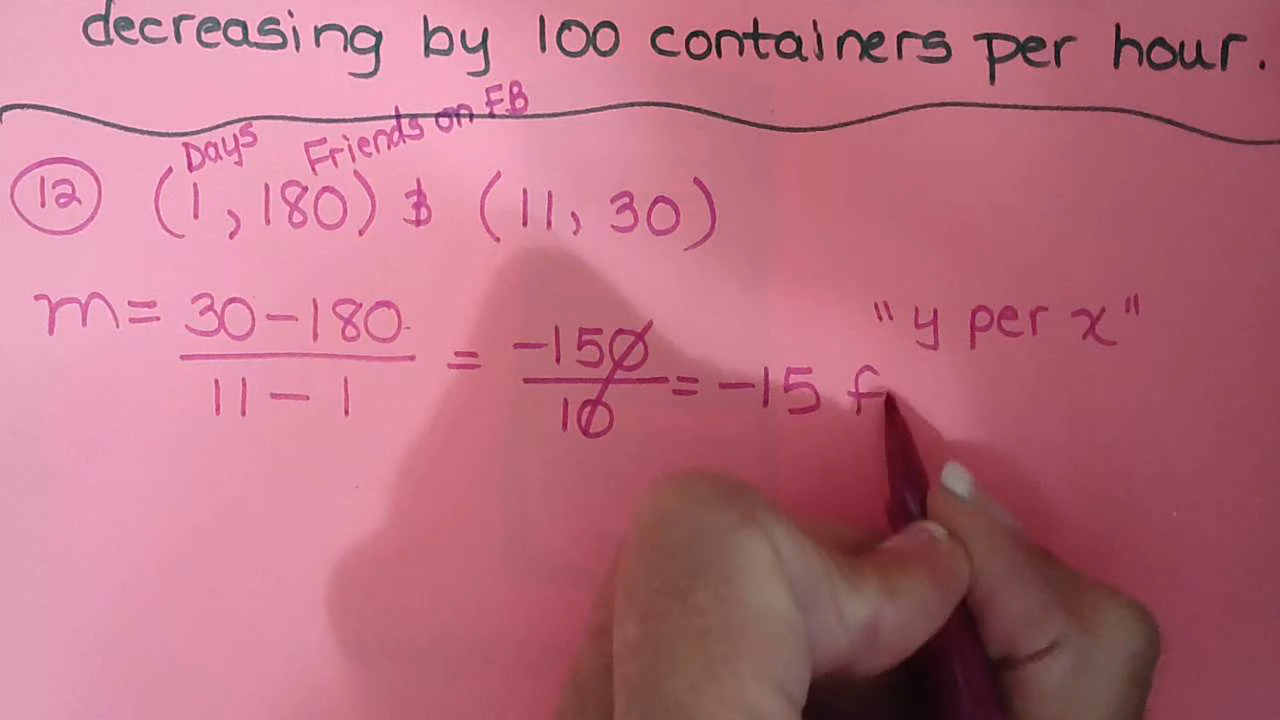 decreasing by 100 containers per hour.
Days Friends on FB
12 (1, 180) & (11, 30)
"y per x"
m = 30 - 180 / 11 - 1 = -150 / 10 = -15 f